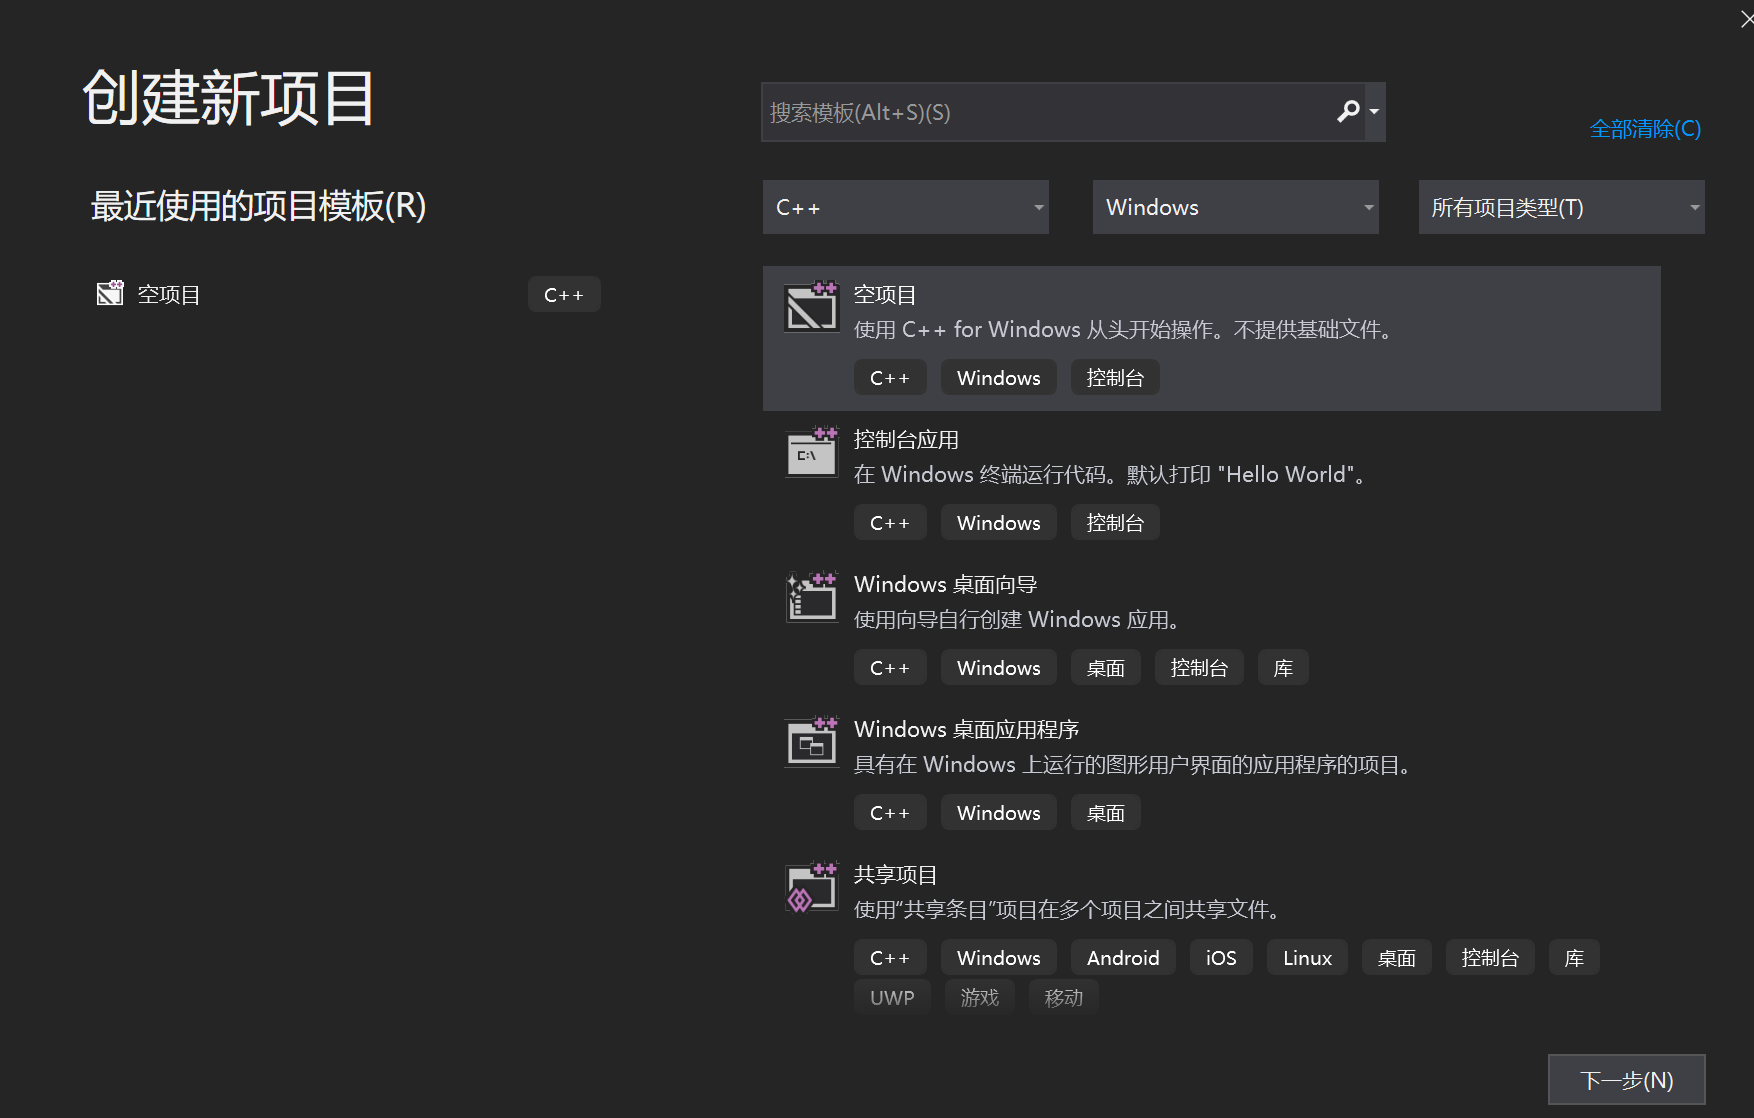 创建新项目
搜索模板(Alt+S)(S)
全部清除(C)
最近使用的项目模板(R)
C++
Windows
所有项目类型(T)
空项目
C++
空项目
使用 C++ for Windows 从头开始操作。不提供基础文件。
C++ Windows 控制台
控制台应用
在 Windows 终端运行代码。默认打印 "Hello World"。
C++ Windows 控制台
Windows 桌面向导
使用向导自行创建 Windows 应用。
C++ Windows 桌面 控制台 库
Windows 桌面应用程序
具有在 Windows 上运行的图形用户界面的应用程序的项目。
C++ Windows 桌面
共享项目
使用“共享条目”项目在多个项目之间共享文件。
C++ Windows Android iOS Linux 桌面 控制台 库
UWP 游戏 移动
下一步(N)